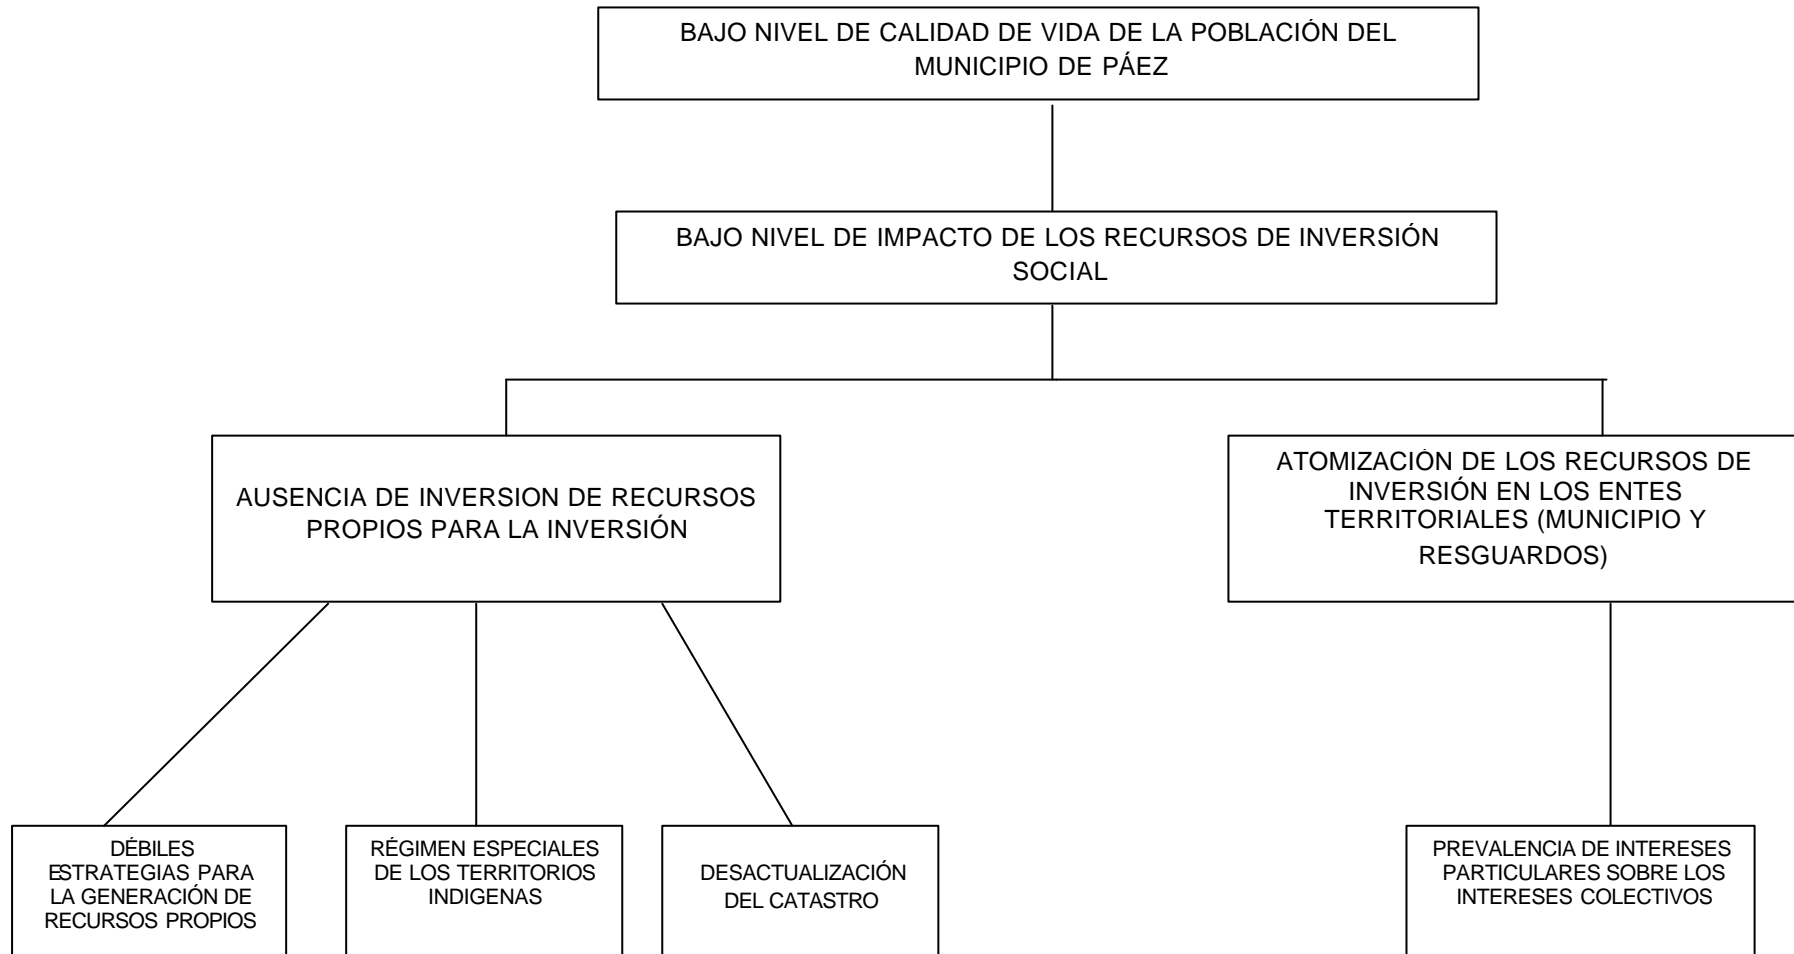 BAJO NIVEL DE CALIDAD DE VIDA DE LA POBLACIÓN DEL
MUNICIPIO DE PÁEZ
BAJO NIVEL DE IMPACTO DE LOS RECURSOS DE INVERSIÓN
SOCIAL
AUSENCIA DE INVERSION DE RECURSOS
PROPIOS PARA LA INVERSIÓN
ATOMIZACIÓN DE LOS RECURSOS DE
INVERSIÓN EN LOS ENTES
TERRITORIALES (MUNICIPIO Y
RESGUARDOS)
DÉBILES
ESTRATEGIAS PARA
LA GENERACIÓN DE
RECURSOS PROPIOS
RÉGIMEN ESPECIALES
DE LOS TERRITORIOS
INDIGENAS
DESACTUALIZACIÓN
DEL CATASTRO
PREVALENCIA DE INTERESES
PARTICULARES SOBRE LOS
INTERESES COLECTIVOS